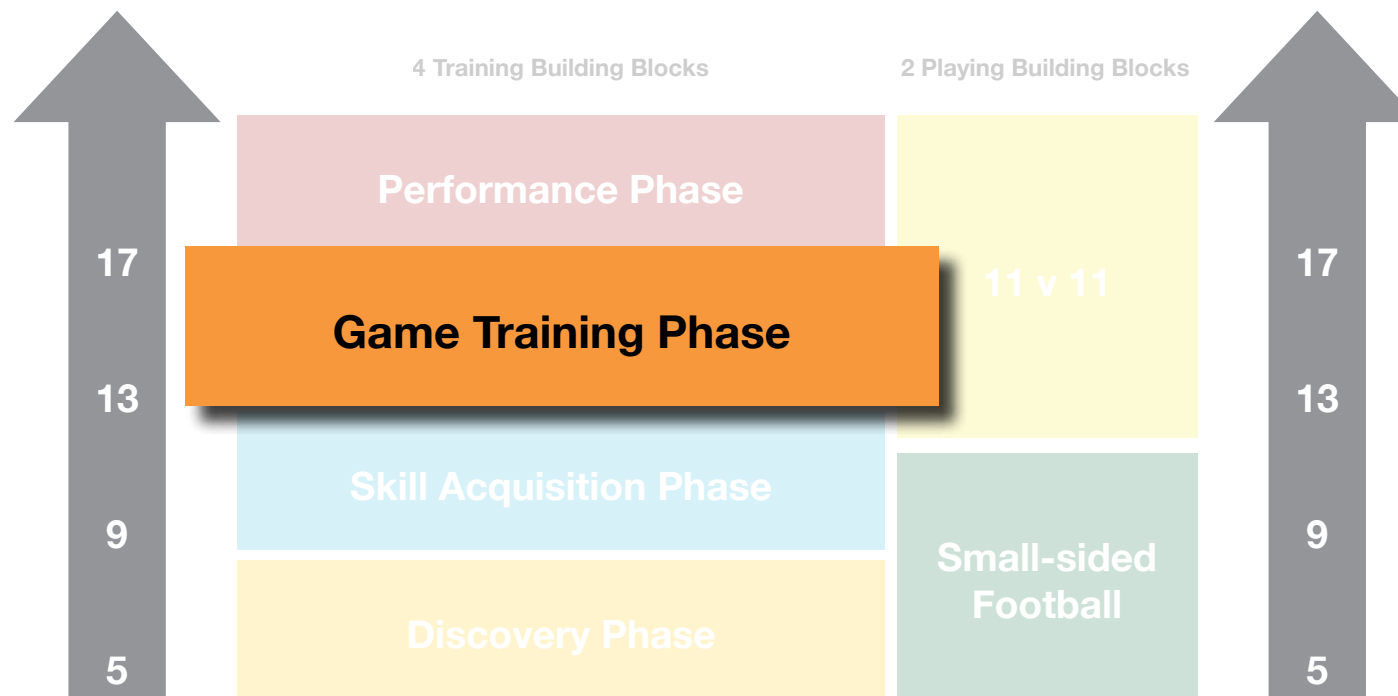 4 Training Building Blocks
2 Playing Building Blocks
Performance Phase
17
11 v 11
17
Game Training Phase
13
13
Skill Acquisition Phase
9
Small-sided
Football
9
Discovery Phase
5
5